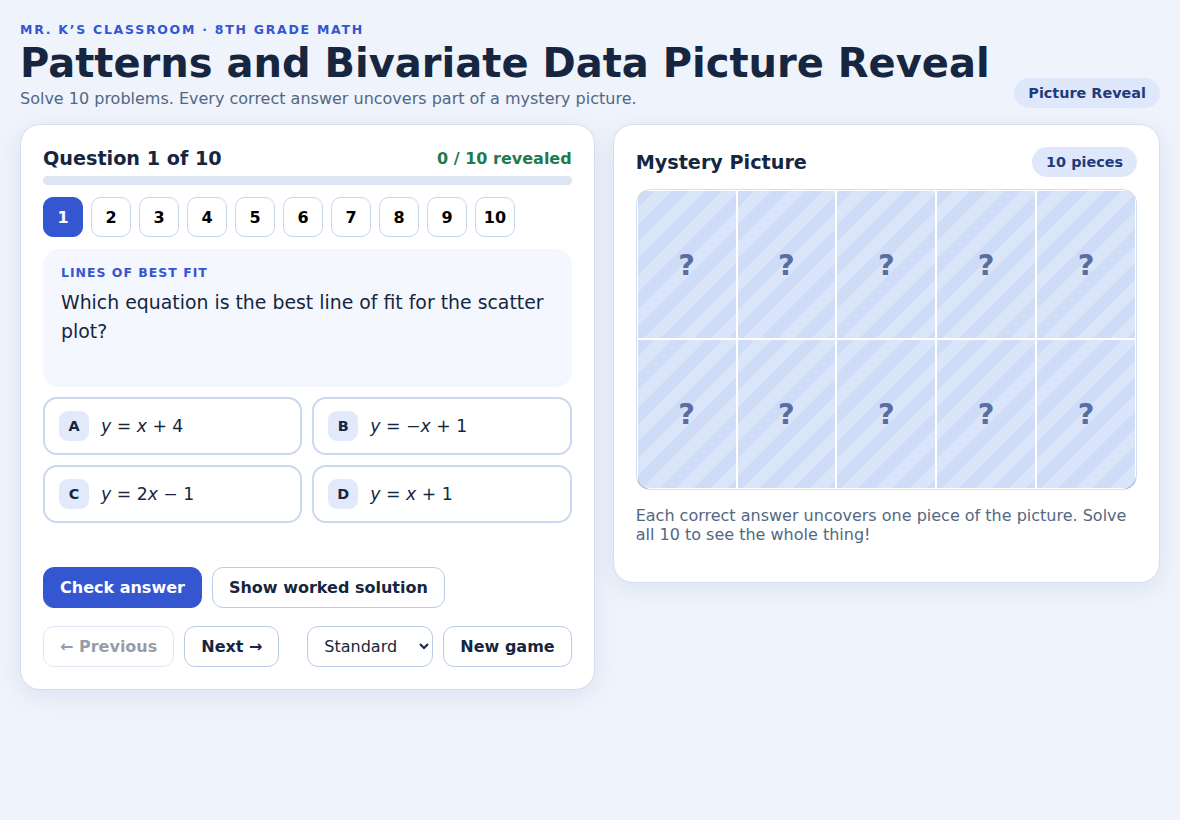 MR. K’S CLASSROOM · 8TH GRADE MATH
Patterns and Bivariate Data Picture Reveal
Solve 10 problems. Every correct answer uncovers part of a mystery picture.
Picture Reveal
Question 1 of 10
0 / 10 revealed
1 2 3 4 5 6 7 8 9 10
LINES OF BEST FIT
Which equation is the best line of fit for the scatter
plot?
A y = x + 4
B y = −x + 1
C y = 2x − 1
D y = x + 1
Check answer
Show worked solution
← Previous
Next →
Standard
New game
Mystery Picture
10 pieces
? ? ? ? ?
? ? ? ? ?
Each correct answer uncovers one piece of the picture. Solve
all 10 to see the whole thing!